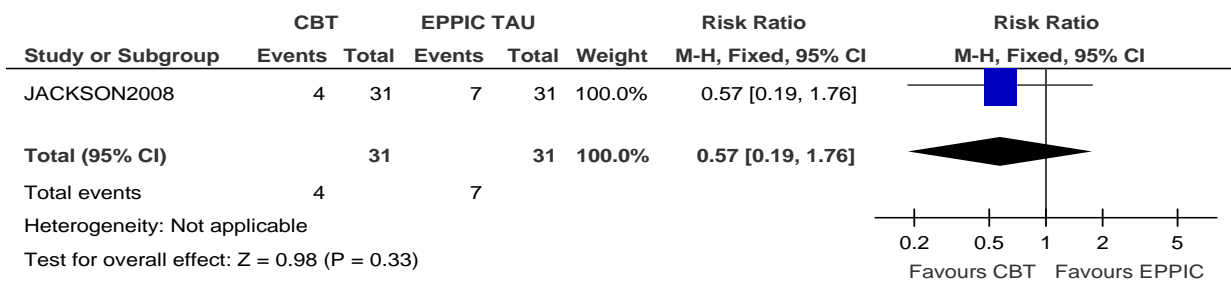 CBT EPPIC TAU Risk Ratio Risk Ratio
Study or Subgroup Events Total Events Total Weight M-H, Fixed, 95% CI M-H, Fixed, 95% CI
JACKSON2008 4 31 7 31 100.0% 0.57 [0.19, 1.76]
Total (95% CI) 31 31 100.0% 0.57 [0.19, 1.76]
Total events 4 7
Heterogeneity: Not applicable
Test for overall effect: Z = 0.98 (P = 0.33)
0.2 0.5 1 2 5
Favours CBT Favours EPPIC